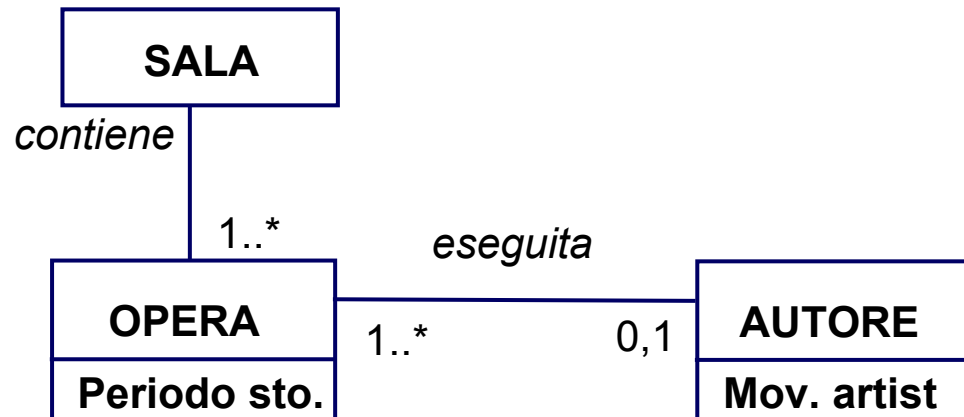 SALA
contiene
1..*
eseguita
OPERA
1..*
0,1
AUTORE
Periodo sto.
Mov. artist